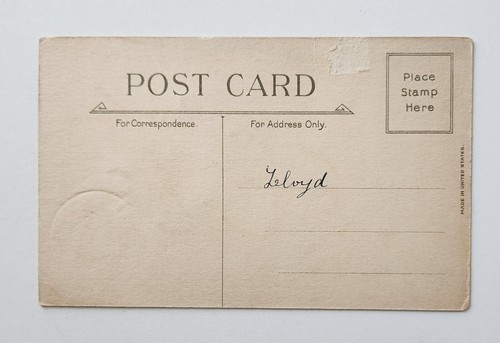 POST CARD
Place
Stamp
Here
For Correspondence.
For Address Only.
Lloyd
MADE IN UNITED STATES.